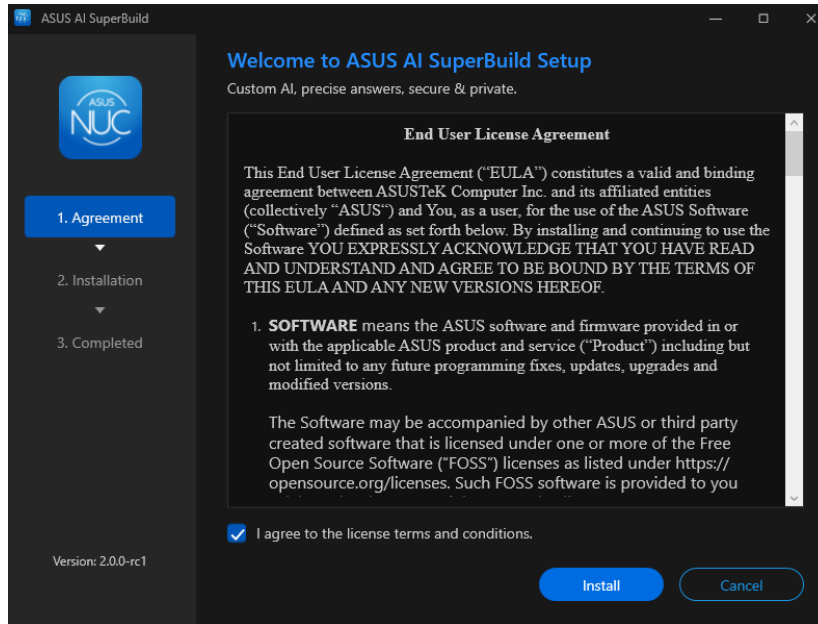 ASUS AI SuperBuild
ASUS
NUC
1. Agreement
2. Installation
3. Completed
Version: 2.0.0-rc1
Welcome to ASUS AI SuperBuild Setup
Custom AI, precise answers, secure & private.
End User License Agreement
This End User License Agreement (“EULA”) constitutes a valid and binding
agreement between ASUSTeK Computer Inc. and its affiliated entities
(collectively “ASUS“) and You, as a user, for the use of the ASUS Software
(“Software”) defined as set forth below. By installing and continuing to use the
Software YOU EXPRESSLY ACKNOWLEDGE THAT YOU HAVE READ
AND UNDERSTAND AND AGREE TO BE BOUND BY THE TERMS OF
THIS EULA AND ANY NEW VERSIONS HEREOF.
1. SOFTWARE means the ASUS software and firmware provided in or
with the applicable ASUS product and service (“Product”) including but
not limited to any future programming fixes, updates, upgrades and
modified versions.
The Software may be accompanied by other ASUS or third party
created software that is licensed under one or more of the Free
Open Source Software (“FOSS”) licenses as listed under https://
opensource.org/licenses. Such FOSS software is provided to you
I agree to the license terms and conditions.
Install
Cancel